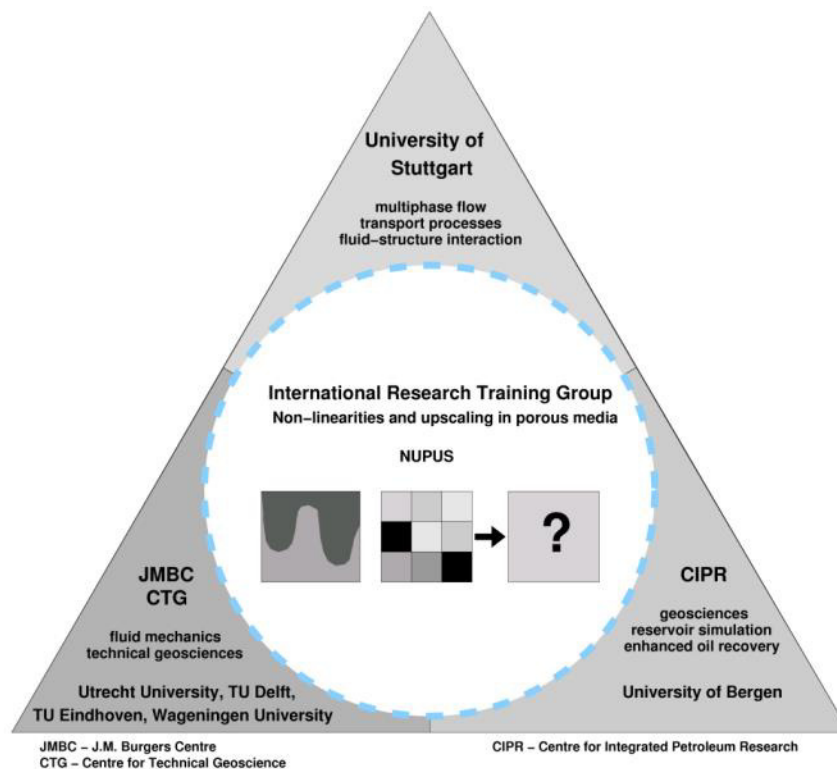 University of
Stuttgart
multiphase flow
transport processes
fluid−structure interaction
International Research Training Group
Non−linearities and upscaling in porous media
NUPUS
?
JMBC
CTG
fluid mechanics
technical geosciences
Utrecht University, TU Delft,
TU Eindhoven, Wageningen University
CIPR
geosciences
reservoir simulation
enhanced oil recovery
University of Bergen
JMBC − J.M. Burgers Centre
CTG − Centre for Technical Geoscience
CIPR − Centre for Integrated Petroleum Research